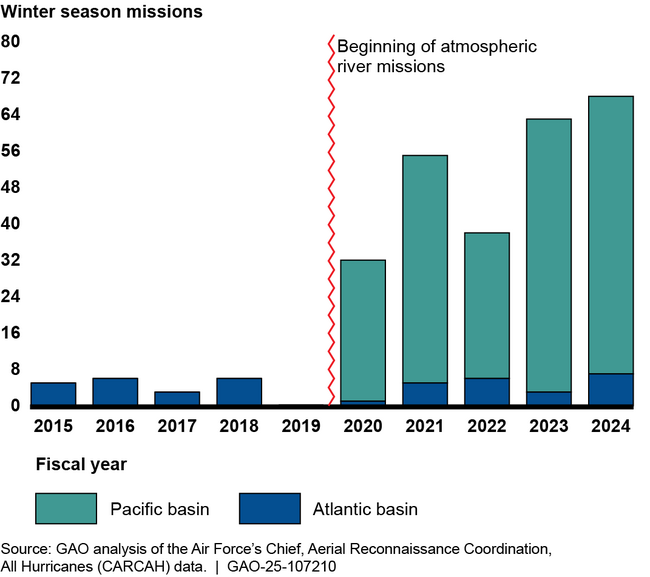 Winter season missions
80
Beginning of atmospheric
river missions
72
64
56
48
40
32
24
16
8
0
2015 2016 2017 2018 2019 2020 2021 2022 2023 2024
Fiscal year
Pacific basin Atlantic basin
Source: GAO analysis of the Air Force’s Chief, Aerial Reconnaissance Coordination,
All Hurricanes (CARCAH) data. | GAO-25-107210